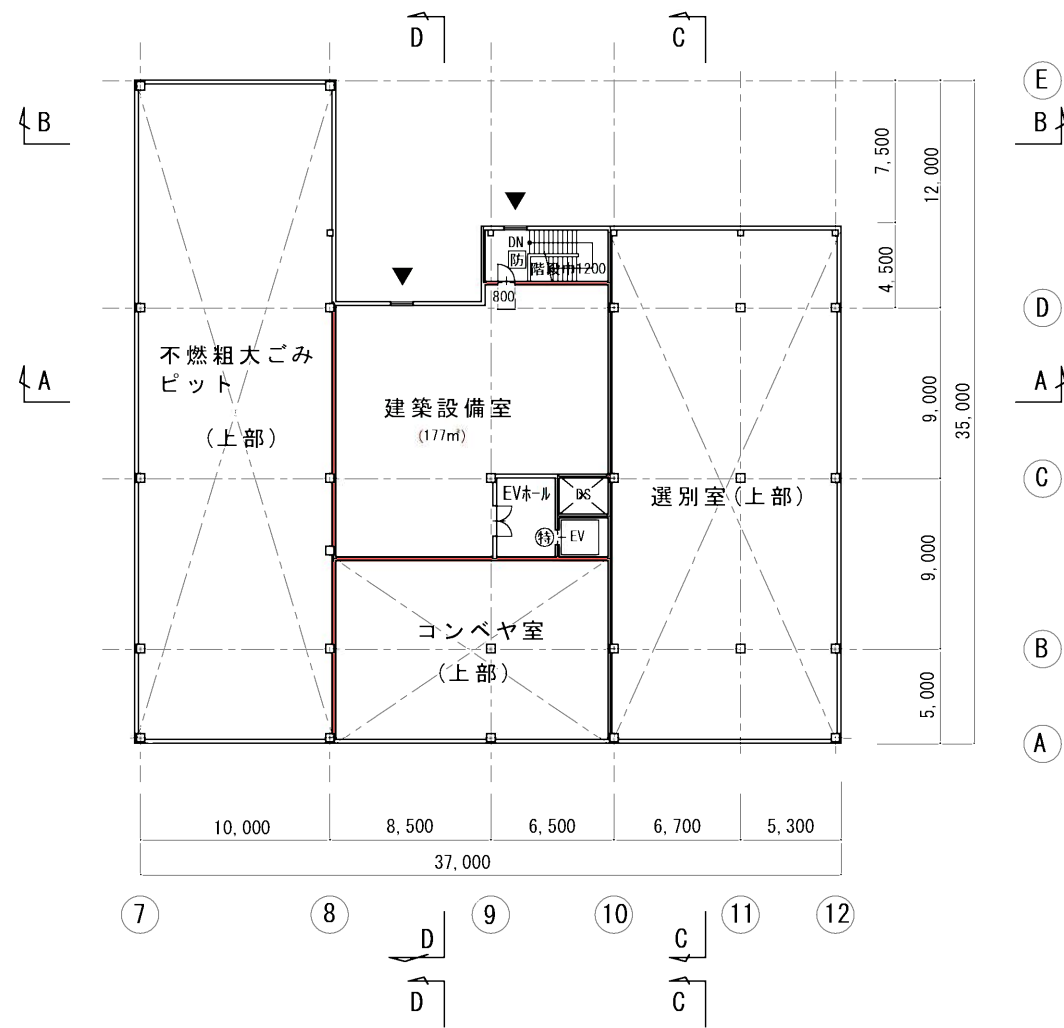 D
C
E
B
B
7,500
12,000
DN
防
階段巾1200
4,500
800
D
不燃粗大ごみ
ピット
A
A
9,000
35,000
建築設備室
(177㎡)
(上部)
C
EVホール
DS
選別室(上部)
特
EV
9,000
コンベヤ室
(上部)
B
5,000
A
10,000
8,500
6,500
6,700
5,300
37,000
7
8
9
10
11
12
D
C
D
C